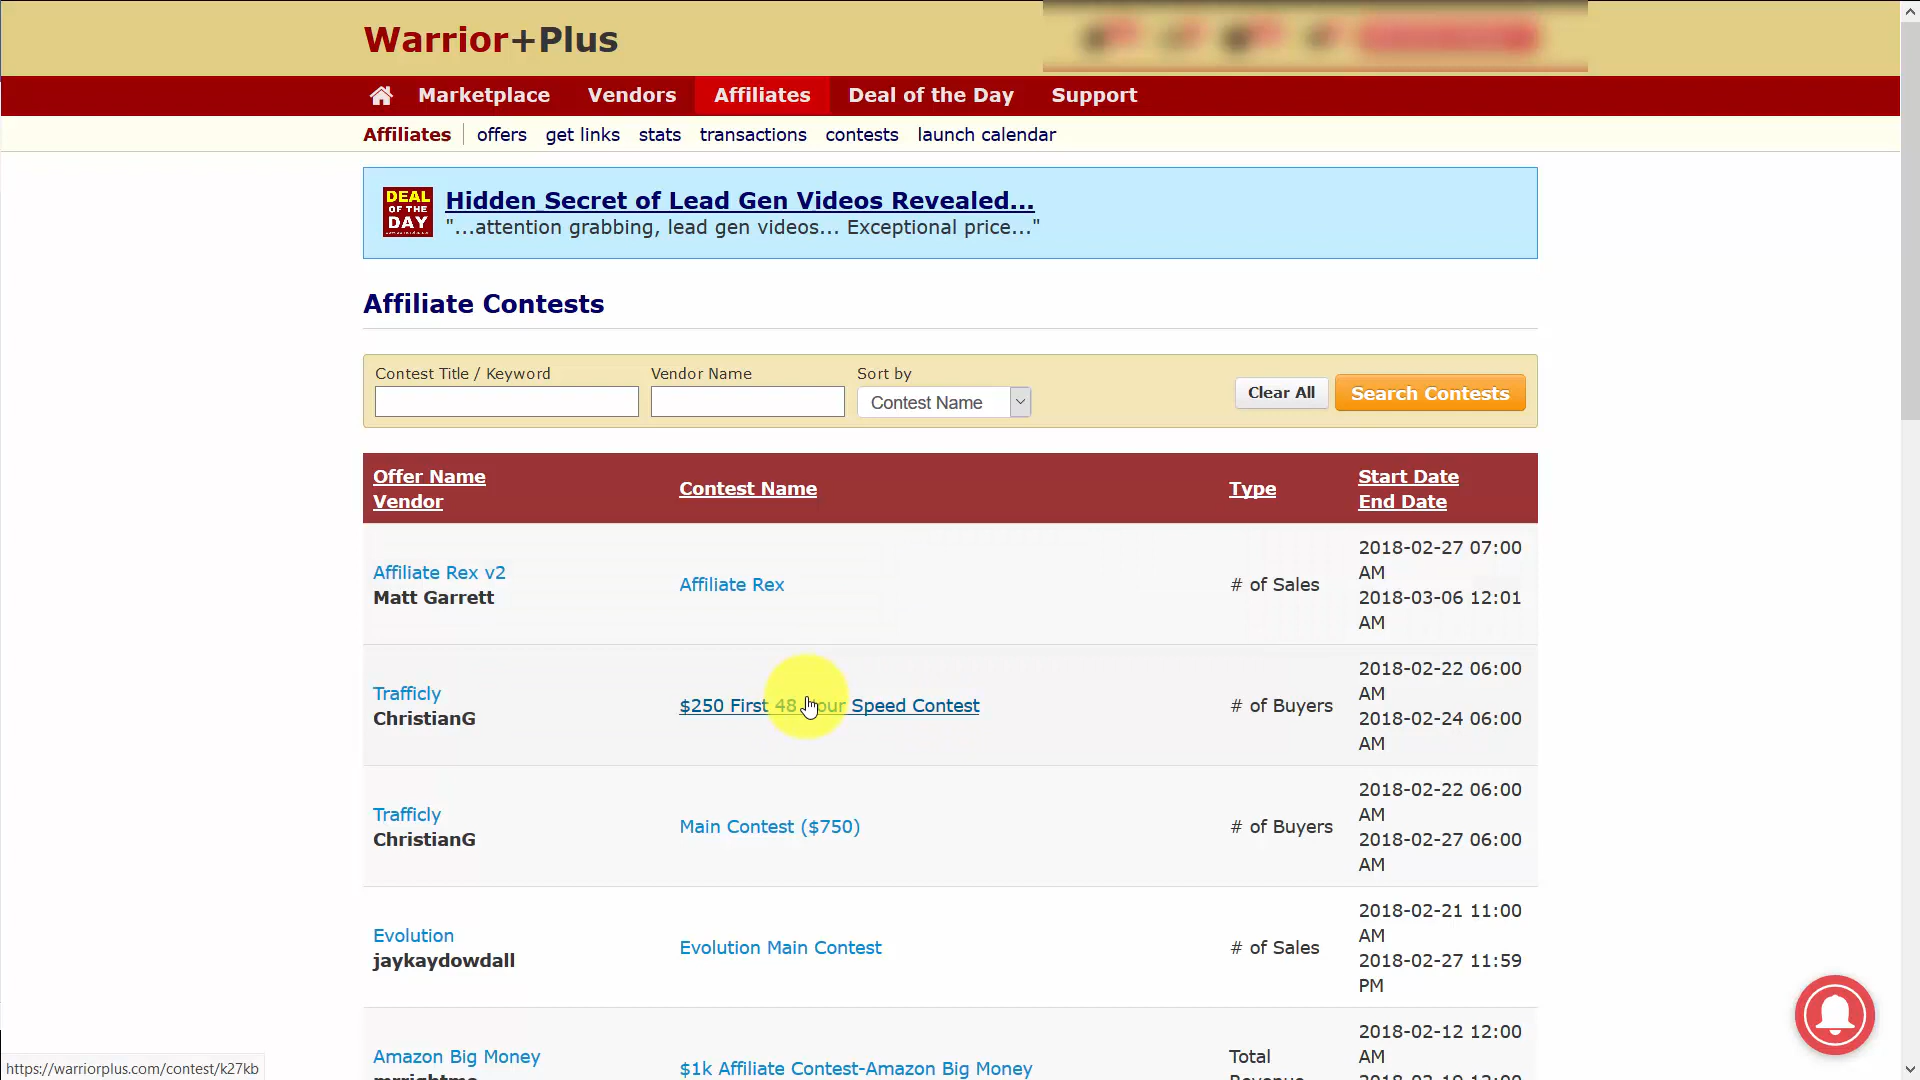 Warrior+Plus
Marketplace Vendors Affiliates Deal of the Day Support
Affiliates offers get links stats transactions contests launch calendar
DEAL
OF THE
DAY
Hidden Secret of Lead Gen Videos Revealed...
"...attention grabbing, lead gen videos... Exceptional price..."
Affiliate Contests
Contest Title / Keyword Vendor Name Sort by
Contest Name Clear All Search Contests
Offer Name
Vendor
Contest Name
Type
Start Date
End Date
Affiliate Rex v2
Matt Garrett
Affiliate Rex
# of Sales
2018-02-27 07:00
AM
2018-03-06 12:01
AM
Trafficly
ChristianG
$250 First 48 Hour Speed Contest
# of Buyers
2018-02-22 06:00
AM
2018-02-24 06:00
AM
Trafficly
ChristianG
Main Contest ($750)
# of Buyers
2018-02-22 06:00
AM
2018-02-27 06:00
AM
Evolution
jaykaydowdall
Evolution Main Contest
# of Sales
2018-02-21 11:00
AM
2018-02-27 11:59
PM
Amazon Big Money
$1k Affiliate Contest-Amazon Big Money
Total
2018-02-12 12:00
AM
https://warriorplus.com/contest/k27kb